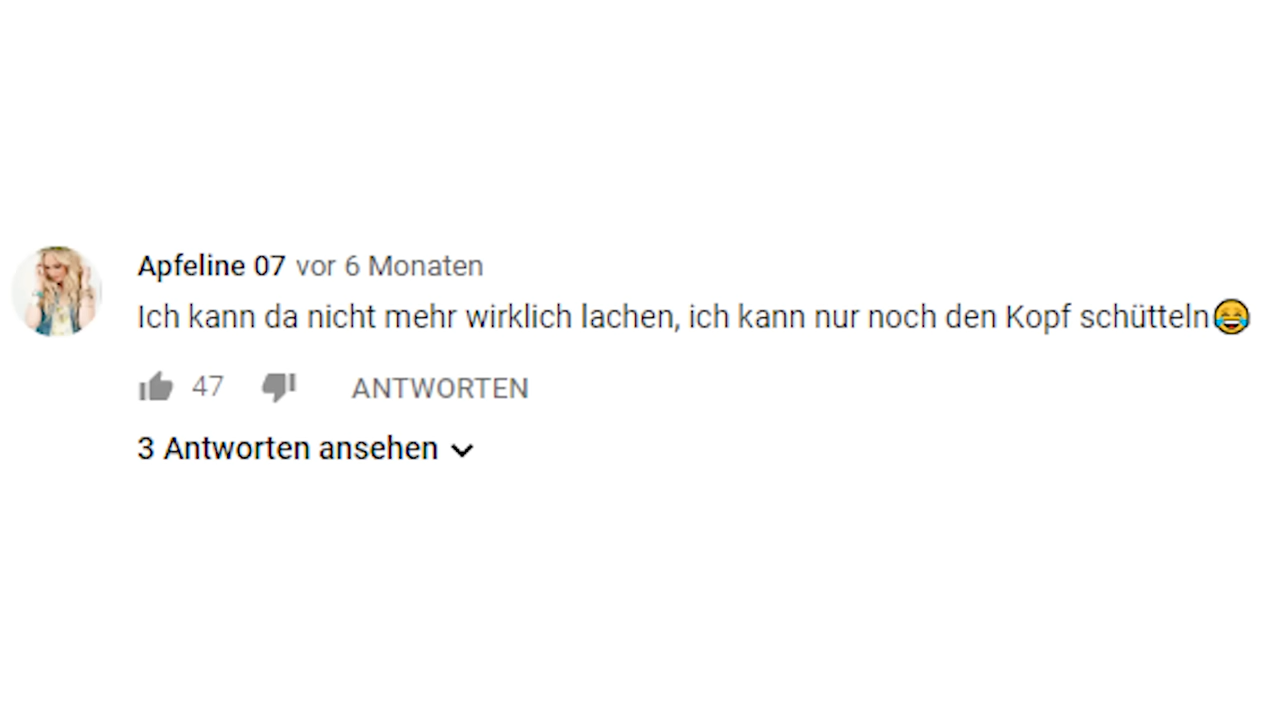 Apfeline 07 vor 6 Monaten
Ich kann da nicht mehr wirklich lachen, ich kann nur noch den Kopf schütteln😂
47 ANTWORTEN
3 Antworten ansehen